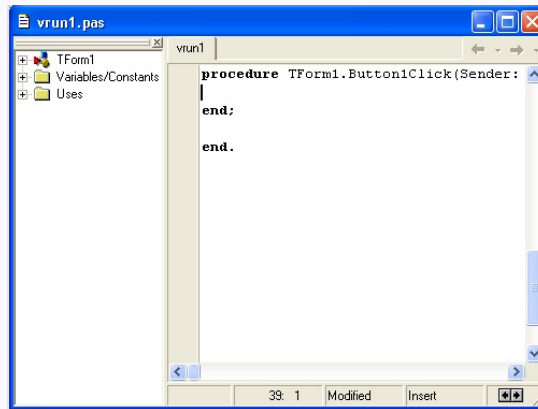 vrun1.pas
TForm1
Variables/Constants
Uses
vrun1
procedure TForm1.Button1Click(Sender:
end;
end.
39: 1 Modified Insert